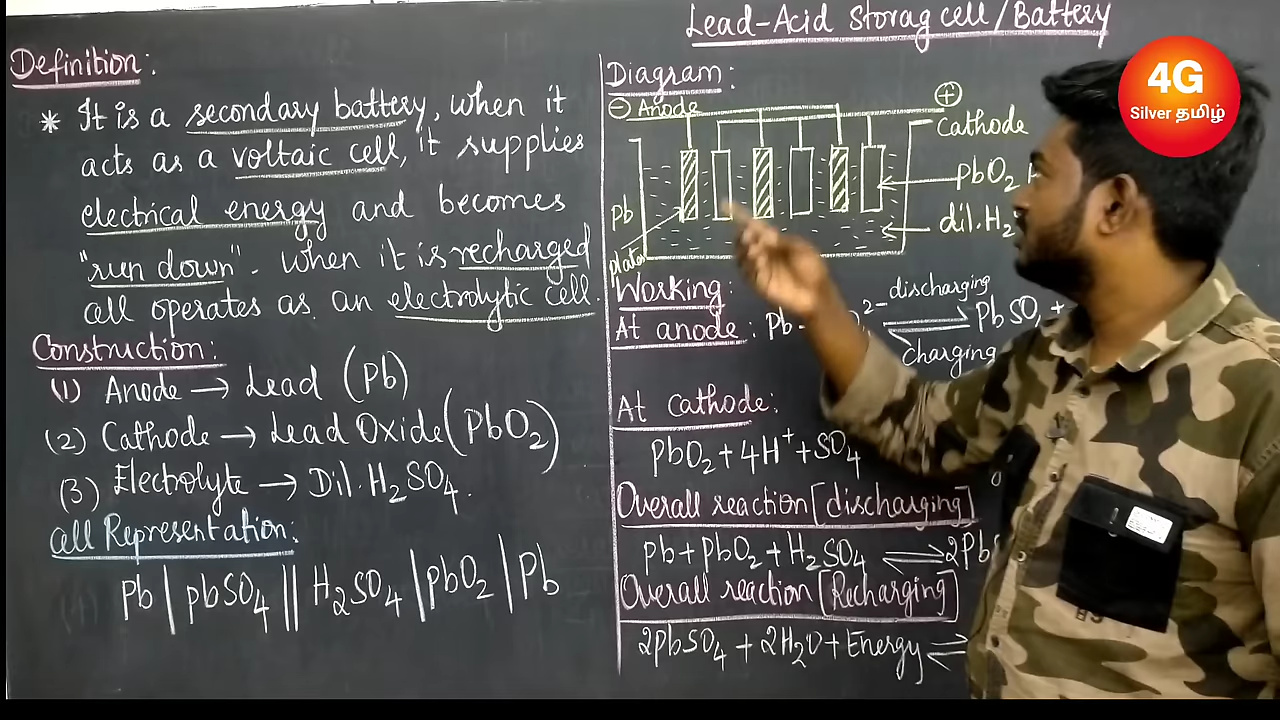 Lead-Acid Storag cell/Battery
4G
Silver தமிழ்
Definition:
* It is a secondary battery, when it
acts as a voltaic cell, it supplies
electrical energy and becomes
"run down". When it is recharged
cell operates as an electrolytic cell.
Construction:
(1) Anode → Lead (Pb)
(2) Cathode → Lead Oxide (PbO₂)
(3) Electrolyte → Dil. H₂SO₄.
Cell Representation:
Pb | PbSO₄ || H₂SO₄ | PbO₂ | Pb
Diagram:
⊖ Anode
⊕
Cathode
PbO₂
dil. H₂
Pb
plates
Working:
At anode: Pb
²⁻ discharging
charging
PbSO₄ +
At Cathode:
PbO₂ + 4H⁺ + SO₄
Overall reaction [discharging]
Pb + PbO₂ + H₂SO₄ ⇌ 2Pb
Overall reaction [Recharging]
2PbSO₄ + 2H₂O + Energy ⇌